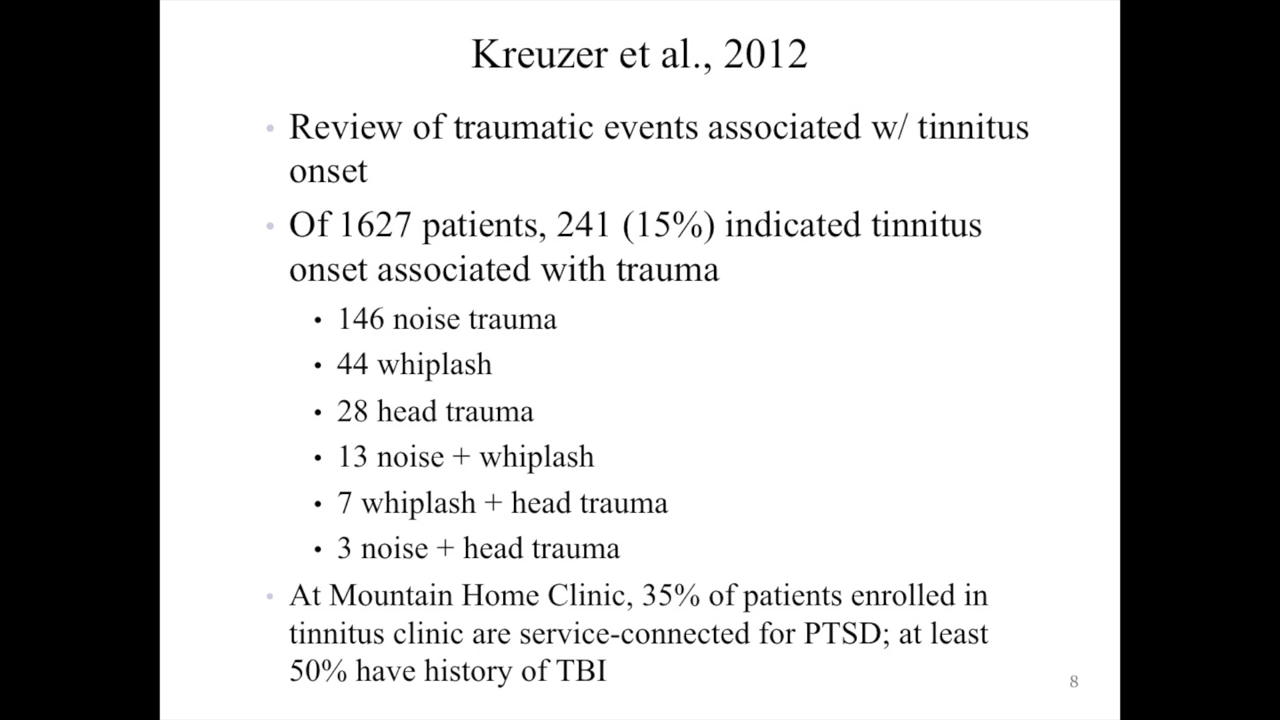 Kreuzer et al., 2012
• Review of traumatic events associated w/ tinnitus
onset
• Of 1627 patients, 241 (15%) indicated tinnitus
onset associated with trauma
• 146 noise trauma
• 44 whiplash
• 28 head trauma
• 13 noise + whiplash
• 7 whiplash + head trauma
• 3 noise + head trauma
• At Mountain Home Clinic, 35% of patients enrolled in
tinnitus clinic are service-connected for PTSD; at least
50% have history of TBI
8